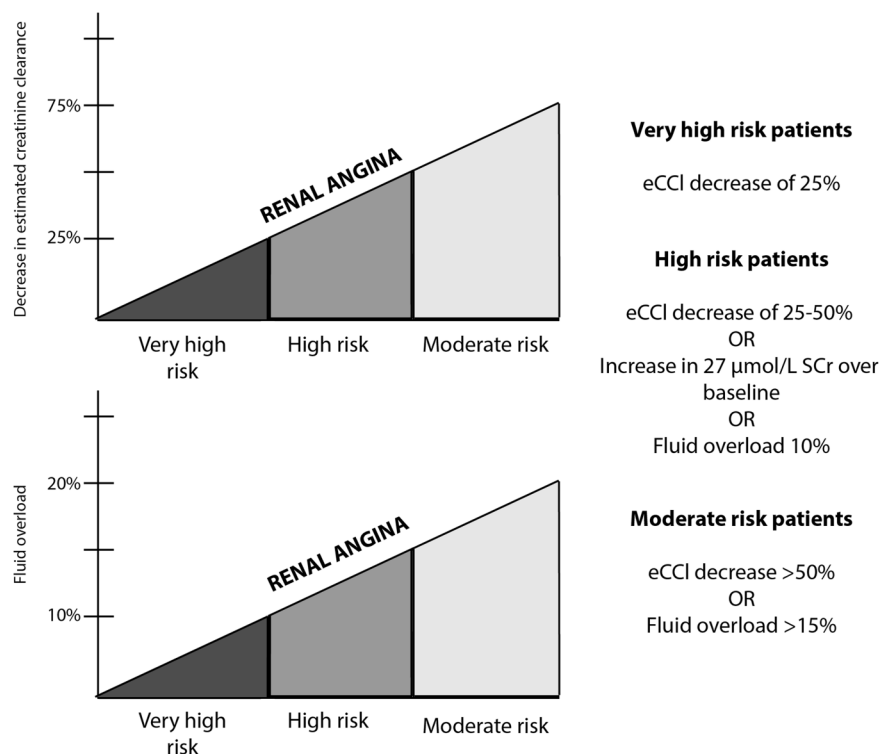 Decrease in estimated creatinine clearance
75%
25%
RENAL ANGINA
Very high
risk
High risk
Moderate risk
Fluid overload
20%
10%
RENAL ANGINA
Very high
risk
High risk
Moderate risk
Very high risk patients
eCCl decrease of 25%
High risk patients
eCCl decrease of 25-50%
OR
Increase in 27 μmol/L SCr over
baseline
OR
Fluid overload 10%
Moderate risk patients
eCCl decrease >50%
OR
Fluid overload >15%